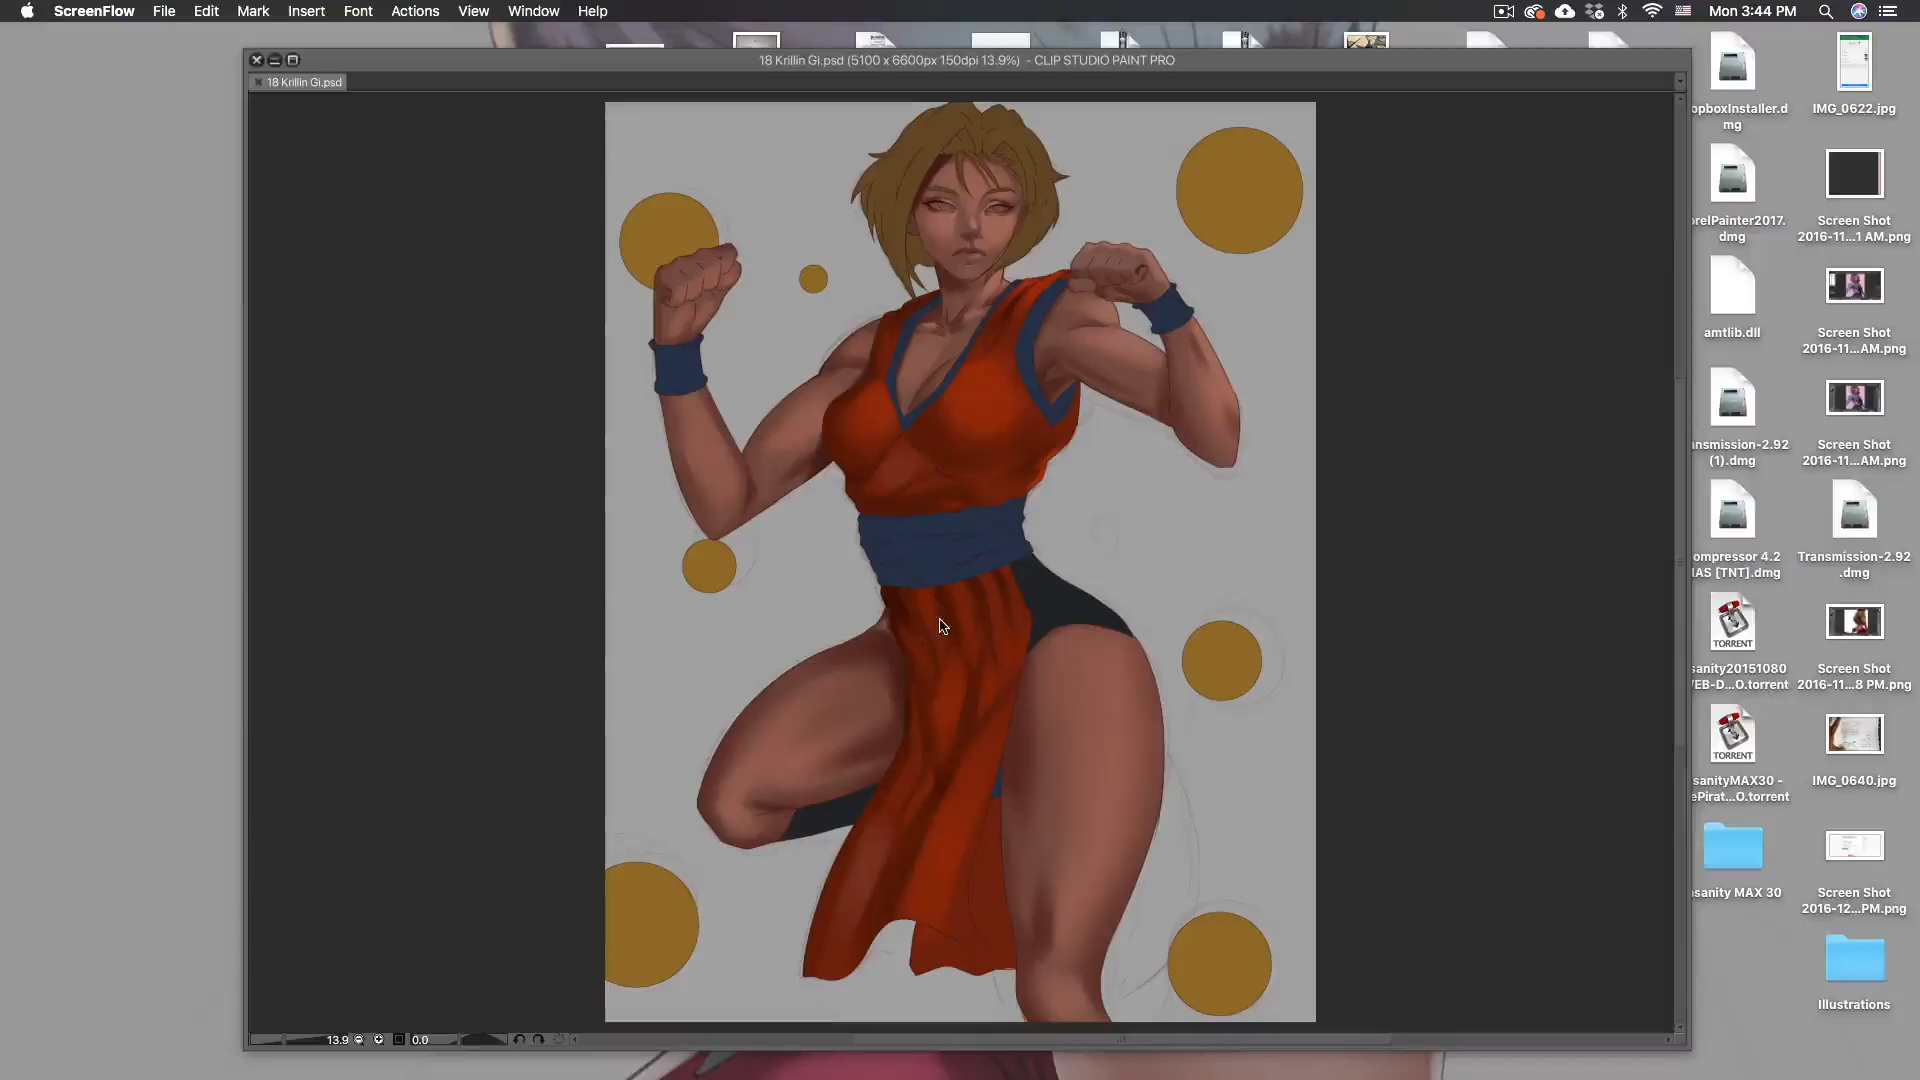 ScreenFlow File Edit Mark Insert Font Actions View Window Help Mon 3:44 PM
18 Krillin Gi.psd (5100 x 6600px 150dpi 13.9%) - CLIP STUDIO PAINT PRO
18 Krillin Gi.psd
opboxInstaller.d
mg
IMG_0622.jpg
orelPainter2017.
dmg
Screen Shot
2016-11...1 AM.png
amtlib.dll
Screen Shot
2016-11...AM.png
ansmission-2.92
(1).dmg
Screen Shot
2016-11...AM.png
ompressor 4.2
IAS [TNT].dmg
Transmission-2.92
.dmg
TORRENT
sanity20151080
/EB-D...O.torrent
Screen Shot
2016-11...8 PM.png
TORRENT
sanityMAX30 -
ePirat...O.torrent
IMG_0640.jpg
sanity MAX 30
Screen Shot
2016-12...PM.png
Illustrations
13.9 0.0